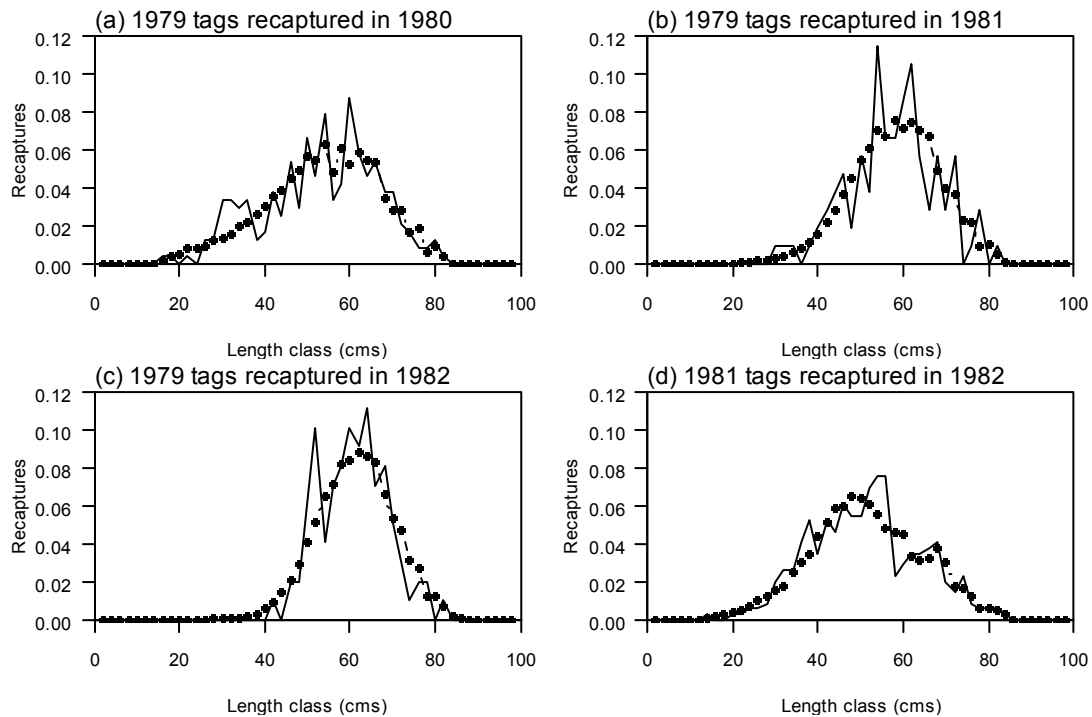 (a) 1979 tags recaptured in 1980
0.12
0.10
0.08
0.06
0.04
0.02
0.00
Recaptures
0 20 40 60 80 100
Length class (cms)
(b) 1979 tags recaptured in 1981
0.12
0.10
0.08
0.06
0.04
0.02
0.00
Recaptures
0 20 40 60 80 100
Length class (cms)
(c) 1979 tags recaptured in 1982
0.12
0.10
0.08
0.06
0.04
0.02
0.00
Recaptures
0 20 40 60 80 100
Length class (cms)
(d) 1981 tags recaptured in 1982
0.12
0.10
0.08
0.06
0.04
0.02
0.00
Recaptures
0 20 40 60 80 100
Length class (cms)